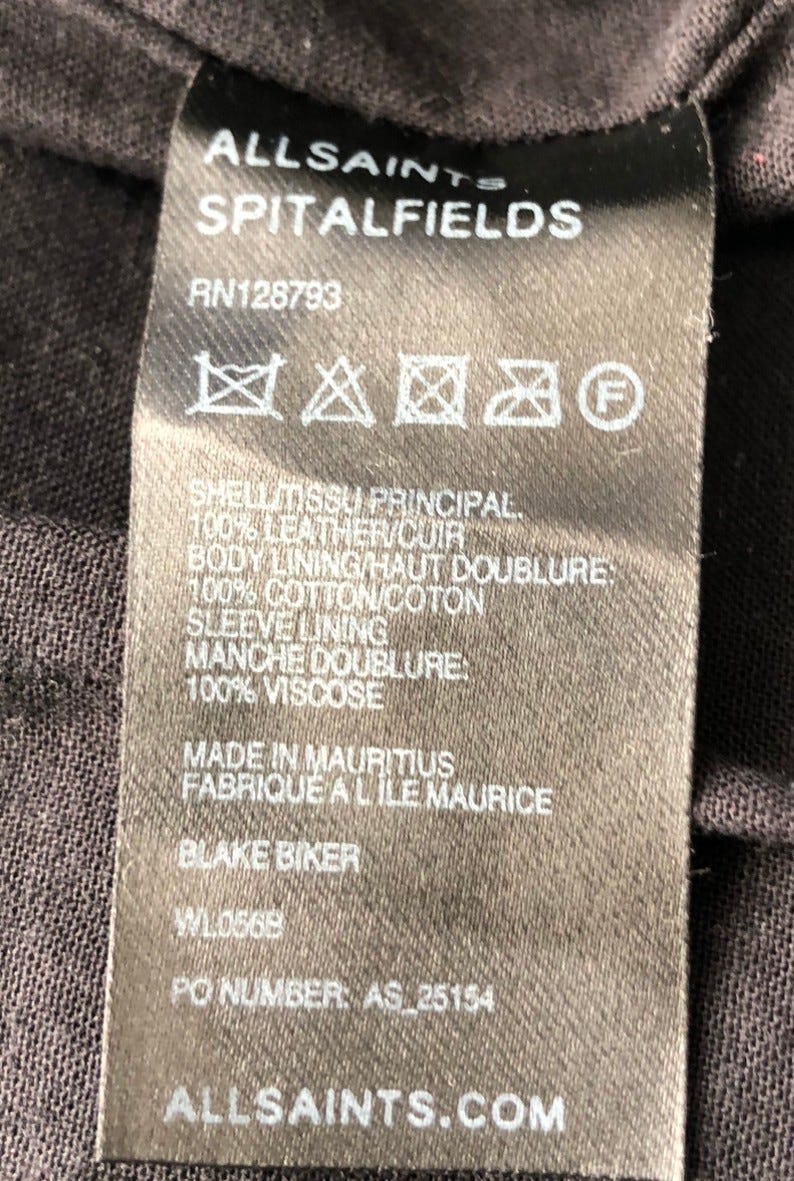 ALLSAINTS
SPITALFIELDS
RN128793
F
SHELL/TISSU PRINCIPAL.
100% LEATHER/CUIR
BODY LINING/HAUT DOUBLURE:
100% COTTON/COTON
SLEEVE LINING
MANCHE DOUBLURE:
100% VISCOSE
MADE IN MAURITIUS
FABRIQUE A L ILE MAURICE
BLAKE BIKER
WL056B
PO NUMBER: AS_25154
ALLSAINTS.COM